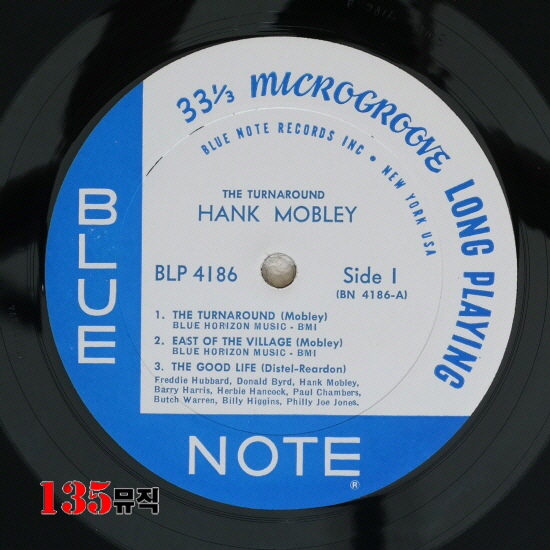 33⅓ MICROGROOVE LONG PLAYING
BLUE NOTE RECORDS INC • NEW YORK USA
THE TURNAROUND
HANK MOBLEY
BLP 4186
Side 1
(BN 4186-A)
1. THE TURNAROUND (Mobley)
BLUE HORIZON MUSIC - BMI
2. EAST OF THE VILLAGE (Mobley)
BLUE HORIZON MUSIC - BMI
3. THE GOOD LIFE (Distel-Reardon)
Freddie Hubbard, Donald Byrd, Hank Mobley,
Barry Harris, Herbie Hancock, Paul Chambers,
Butch Warren, Billy Higgins, Philly Joe Jones.
BLUE
NOTE®
135뮤직